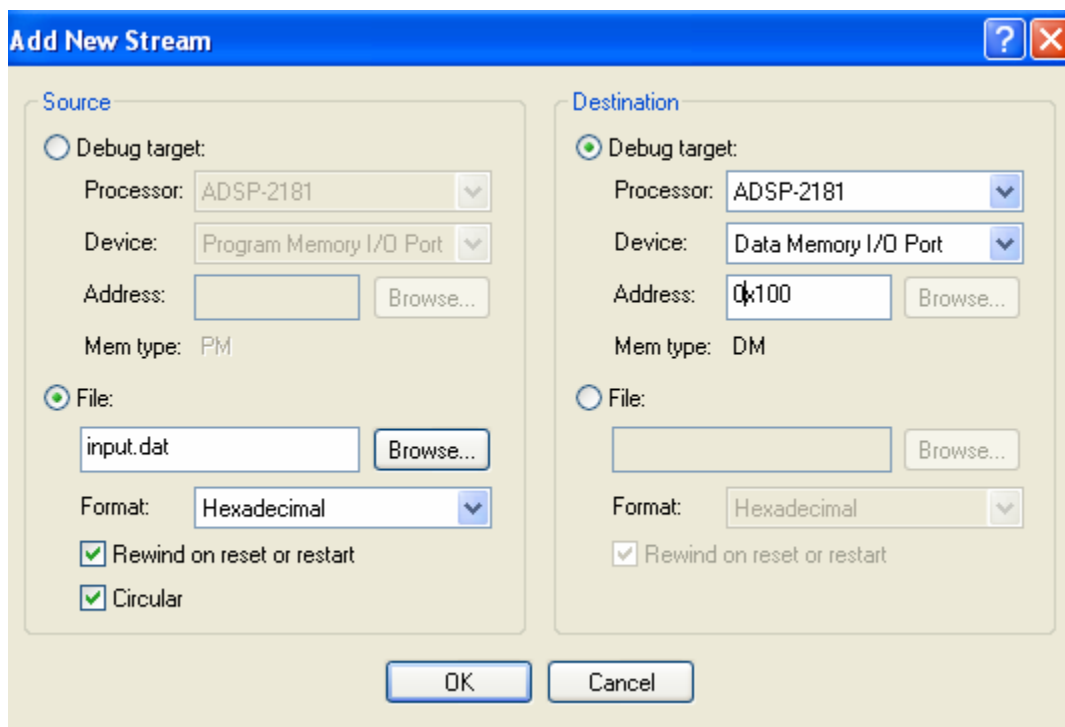 Add New Stream
Source
Debug target:
Processor: ADSP-2181
Device: Program Memory I/O Port
Address: Browse...
Mem type: PM
File:
input.dat Browse...
Format: Hexadecimal
Rewind on reset or restart
Circular
Destination
Debug target:
Processor: ADSP-2181
Device: Data Memory I/O Port
Address: 0x100 Browse...
Mem type: DM
File:
Browse...
Format: Hexadecimal
Rewind on reset or restart
OK Cancel